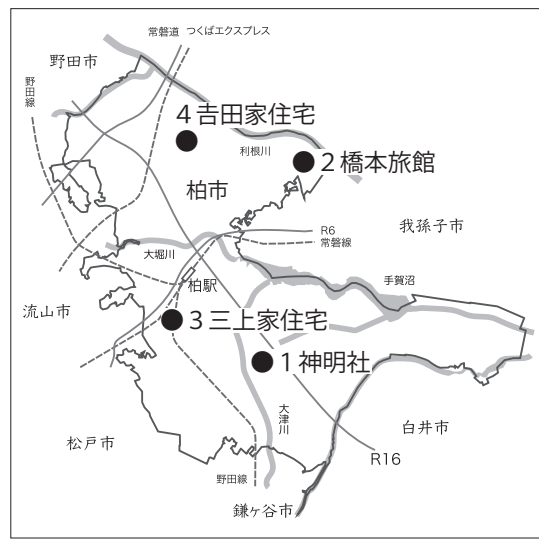 常磐道 つくばエクスプレス
野田市
野田線
4 吉田家住宅
利根川
2 橋本旅館
柏市
我孫子市
R6
常磐線
大堀川
手賀沼
柏駅
流山市
3 三上家住宅
1 神明社
大津川
白井市
松戸市
R16
野田線
鎌ヶ谷市